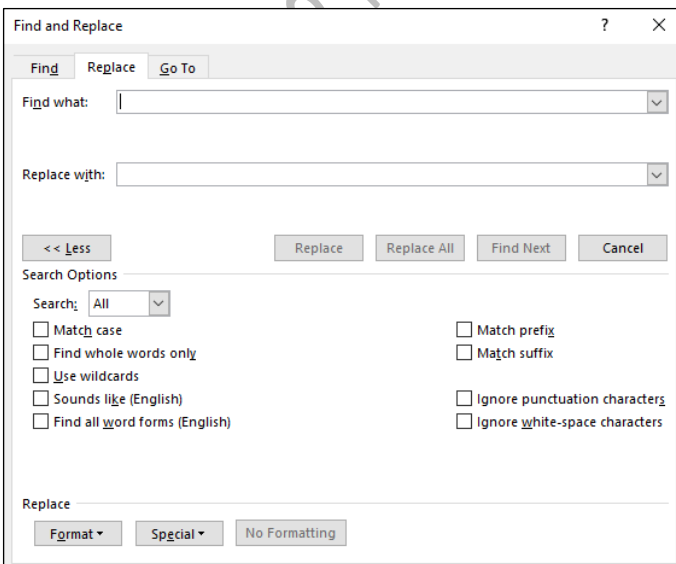 Find and Replace ? ×
Find Replace Go To
Find what:
Replace with:
<< Less Replace Replace All Find Next Cancel
Search Options
Search: All
Match case Match prefix
Find whole words only Match suffix
Use wildcards
Sounds like (English) Ignore punctuation characters
Find all word forms (English) Ignore white-space characters
Replace
Format Special No Formatting